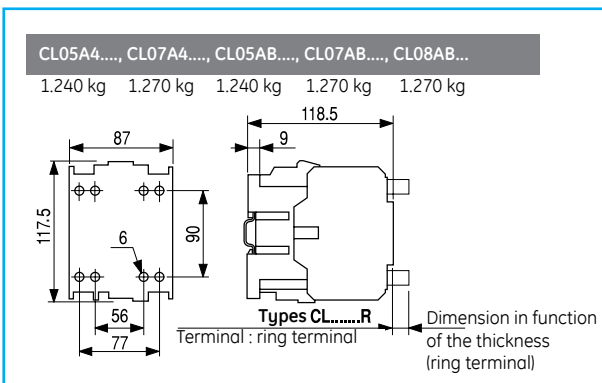 CL05A4...., CL07A4...., CL05AB...., CL07AB...., CL08AB...
1.240 kg 1.270 kg 1.240 kg 1.270 kg 1.270 kg
118.5
87
9
117.5
6
90
56
77
Types CL.......R
Terminal : ring terminal
Dimension in function
of the thickness
(ring terminal)